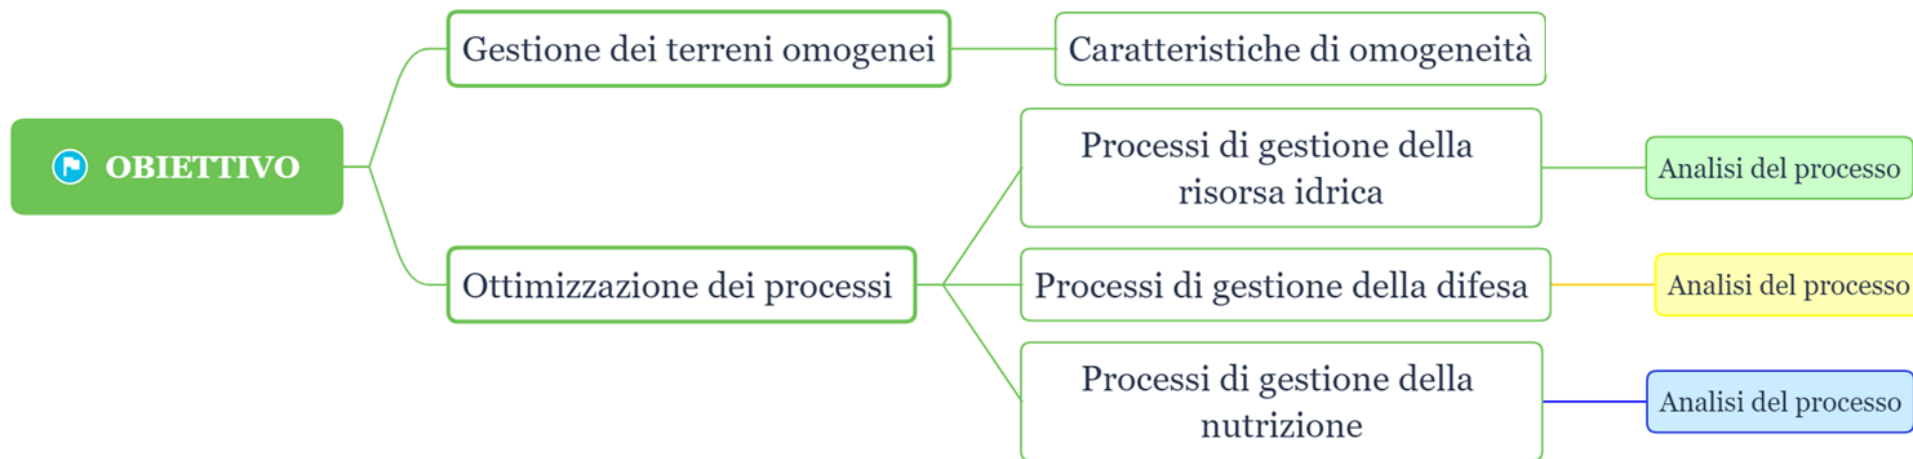 OBIETTIVO
Gestione dei terreni omogenei
Caratteristiche di omogeneità
Ottimizzazione dei processi
Processi di gestione della
risorsa idrica
Analisi del processo
Processi di gestione della difesa
Analisi del processo
Processi di gestione della
nutrizione
Analisi del processo